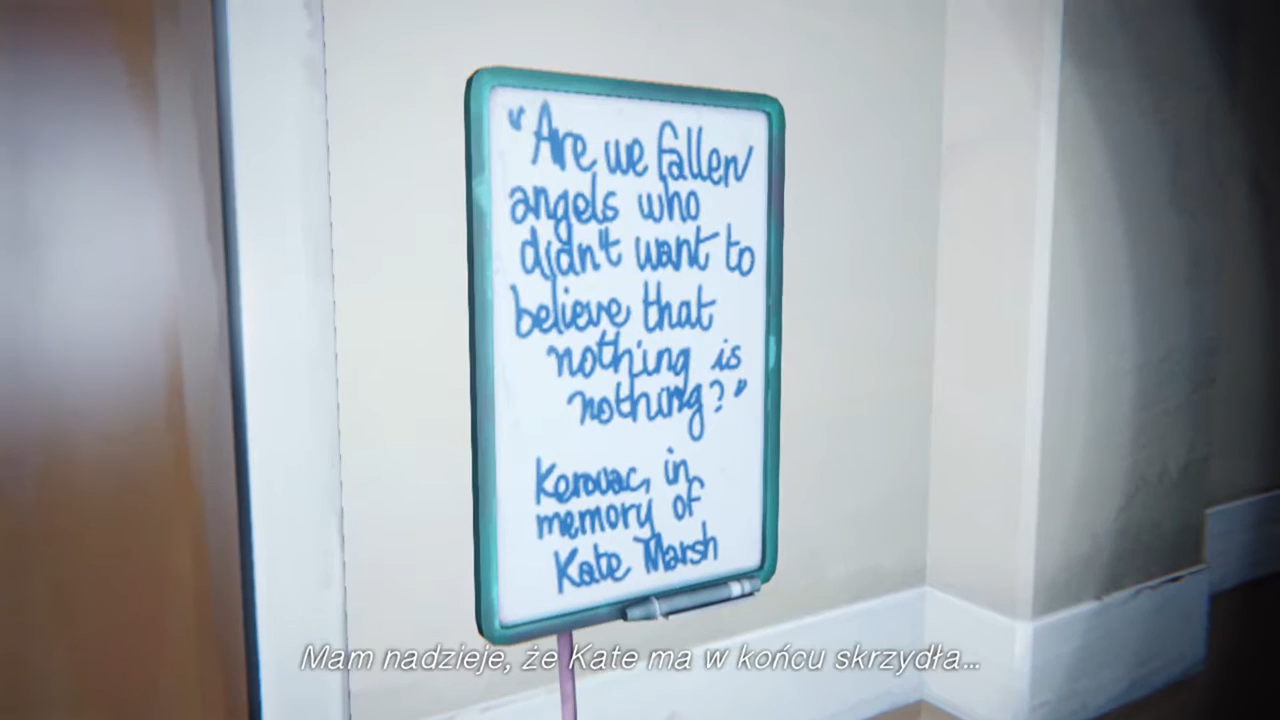 "Are we fallen
angels who
didn't want to
believe that
nothing is
nothing?"
Kerouac, in
memory of
Kate Marsh
Mam nadzieje, że Kate ma w końcu skrzydła...